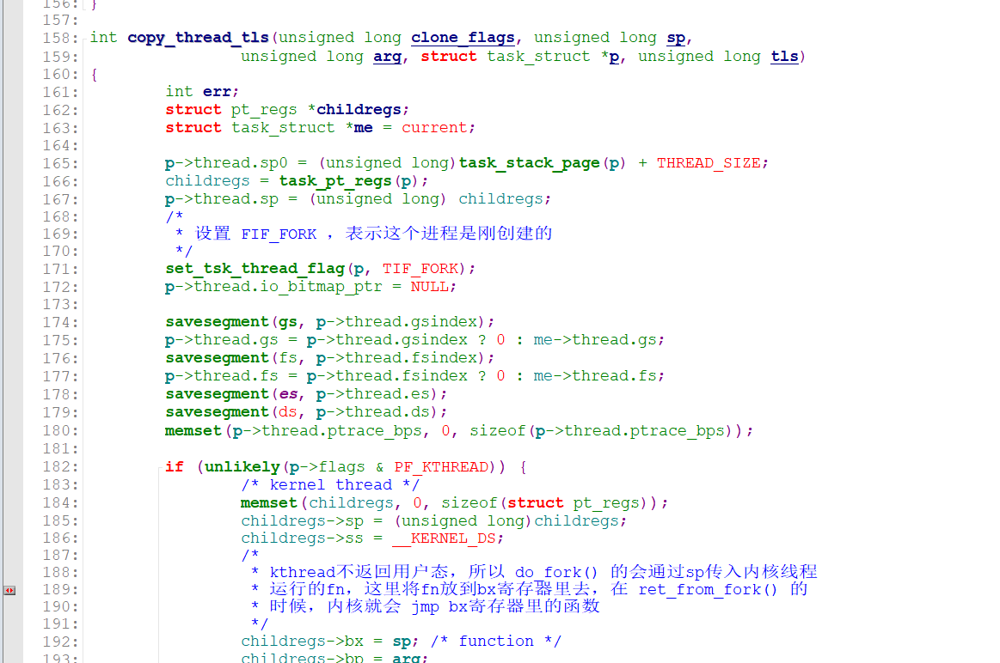 156: }
157:
158: int copy_thread_tls(unsigned long clone_flags, unsigned long sp,
159: unsigned long arg, struct task_struct *p, unsigned long tls)
160: {
161: int err;
162: struct pt_regs *childregs;
163: struct task_struct *me = current;
164:
165: p->thread.sp0 = (unsigned long)task_stack_page(p) + THREAD_SIZE;
166: childregs = task_pt_regs(p);
167: p->thread.sp = (unsigned long) childregs;
168: /*
169: * 设置 FIF_FORK ，表示这个进程是刚创建的
170: */
171: set_tsk_thread_flag(p, TIF_FORK);
172: p->thread.io_bitmap_ptr = NULL;
173:
174: savesegment(gs, p->thread.gsindex);
175: p->thread.gs = p->thread.gsindex ? 0 : me->thread.gs;
176: savesegment(fs, p->thread.fsindex);
177: p->thread.fs = p->thread.fsindex ? 0 : me->thread.fs;
178: savesegment(es, p->thread.es);
179: savesegment(ds, p->thread.ds);
180: memset(p->thread.ptrace_bps, 0, sizeof(p->thread.ptrace_bps));
181:
182: if (unlikely(p->flags & PF_KTHREAD)) {
183: /* kernel thread */
184: memset(childregs, 0, sizeof(struct pt_regs));
185: childregs->sp = (unsigned long)childregs;
186: childregs->ss = __KERNEL_DS;
187: /*
188: * kthread不返回用户态，所以 do_fork() 的会通过sp传入内核线程
189: * 运行的fn，这里将fn放到bx寄存器里去，在 ret_from_fork() 的
190: * 时候，内核就会 jmp bx寄存器里的函数
191: */
192: childregs->bx = sp; /* function */
193: childregs->bp = arg;